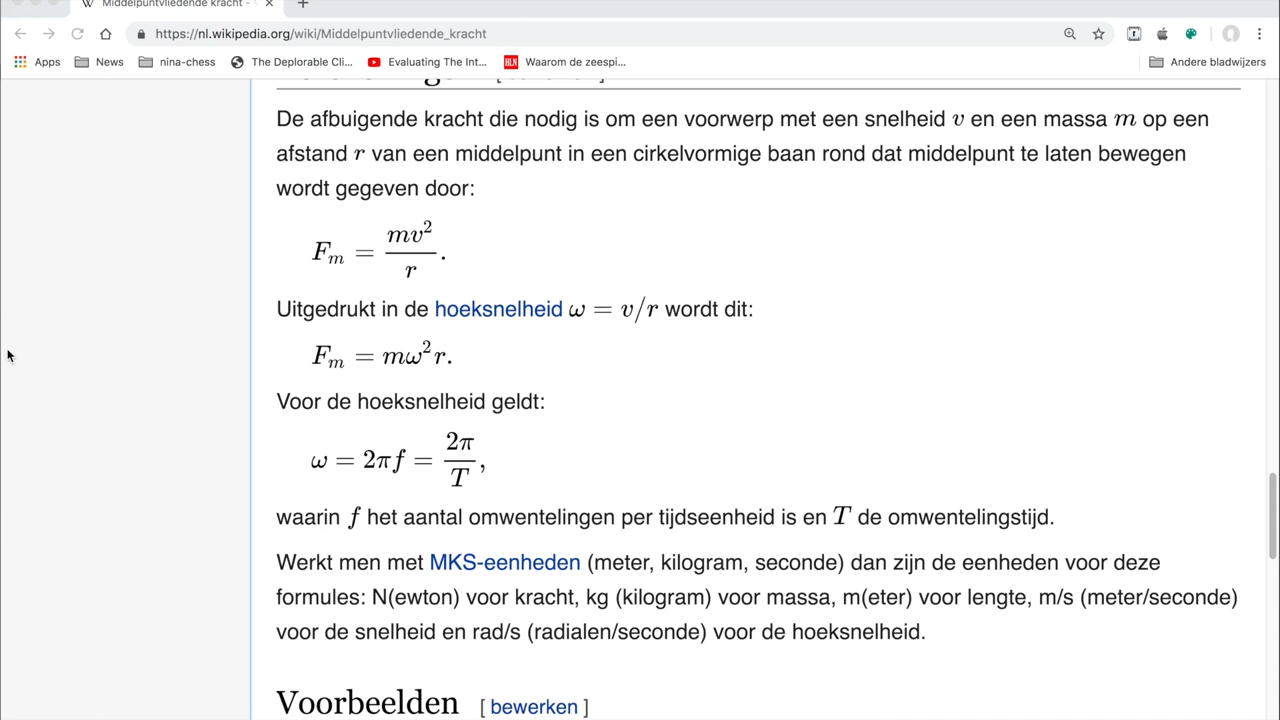 Middelpuntvliedende kracht -
https://nl.wikipedia.org/wiki/Middelpuntvliedende_kracht
Apps News nina-chess The Deplorable Cli... Evaluating The Int... HLN Waarom de zeespi... Andere bladwijzers
De afbuigende kracht die nodig is om een voorwerp met een snelheid v en een massa m op een
afstand r van een middelpunt in een cirkelvormige baan rond dat middelpunt te laten bewegen
wordt gegeven door:
F_m = mv²/r.
Uitgedrukt in de hoeksnelheid ω = v/r wordt dit:
F_m = mω²r.
Voor de hoeksnelheid geldt:
ω = 2πf = 2π/T,
waarin f het aantal omwentelingen per tijdseenheid is en T de omwentelingstijd.
Werkt men met MKS-eenheden (meter, kilogram, seconde) dan zijn de eenheden voor deze
formules: N(ewton) voor kracht, kg (kilogram) voor massa, m(eter) voor lengte, m/s (meter/seconde)
voor de snelheid en rad/s (radialen/seconde) voor de hoeksnelheid.
Voorbeelden [ bewerken ]